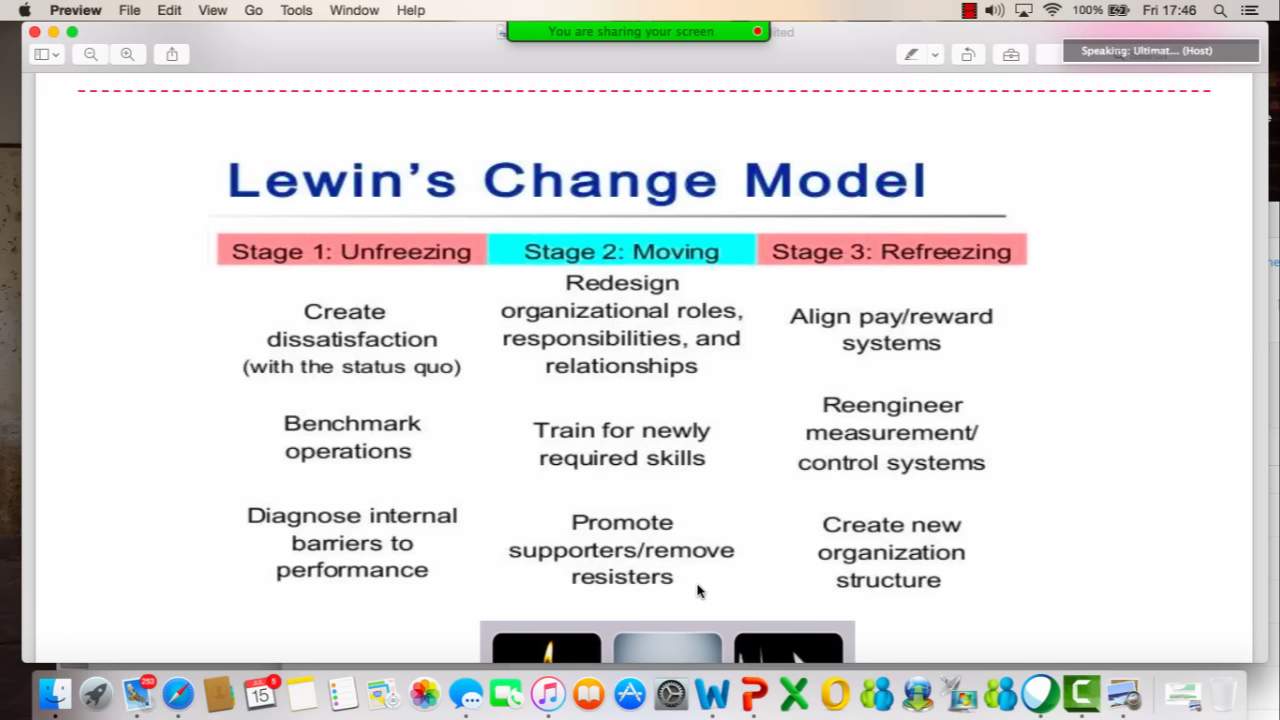 Preview File Edit View Go Tools Window Help 100% Fri 17:46
You are sharing your screen
Speaking: Ultimat... (Host)
Lewin's Change Model
Stage 1: Unfreezing
Stage 2: Moving
Stage 3: Refreezing
Create
dissatisfaction
(with the status quo)
Redesign
organizational roles,
responsibilities, and
relationships
Align pay/reward
systems
Benchmark
operations
Train for newly
required skills
Reengineer
measurement/
control systems
Diagnose internal
barriers to
performance
Promote
supporters/remove
resisters
Create new
organization
structure
253
15
5